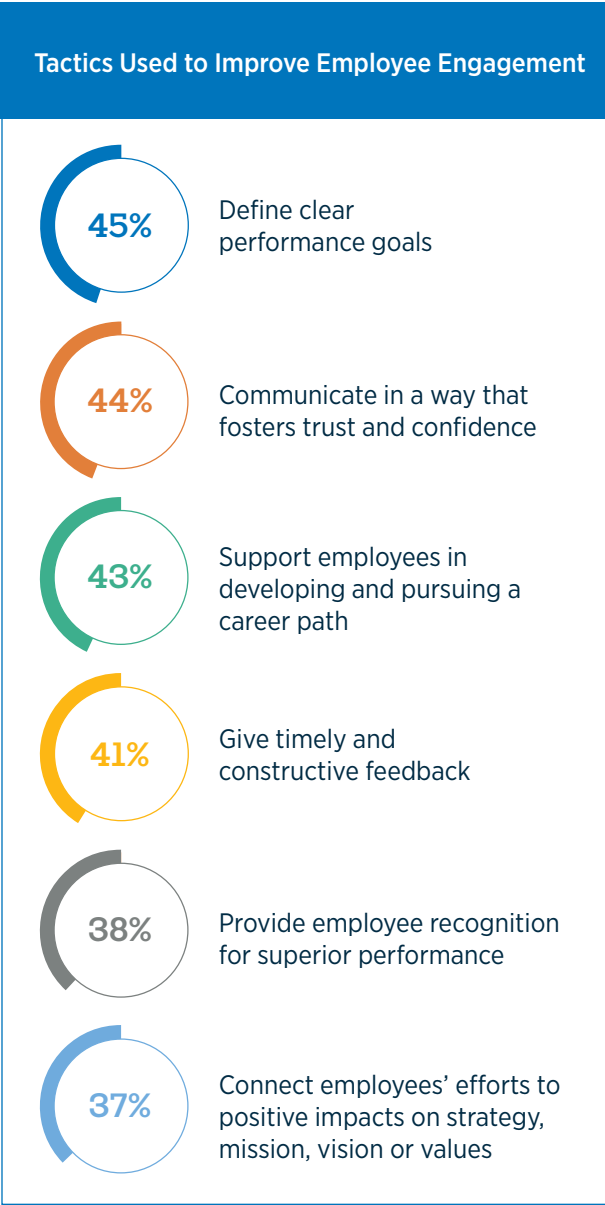 Tactics Used to Improve Employee Engagement
45%
Define clear
performance goals
44%
Communicate in a way that
fosters trust and confidence
43%
Support employees in
developing and pursuing a
career path
41%
Give timely and
constructive feedback
38%
Provide employee recognition
for superior performance
37%
Connect employees’ efforts to
positive impacts on strategy,
mission, vision or values